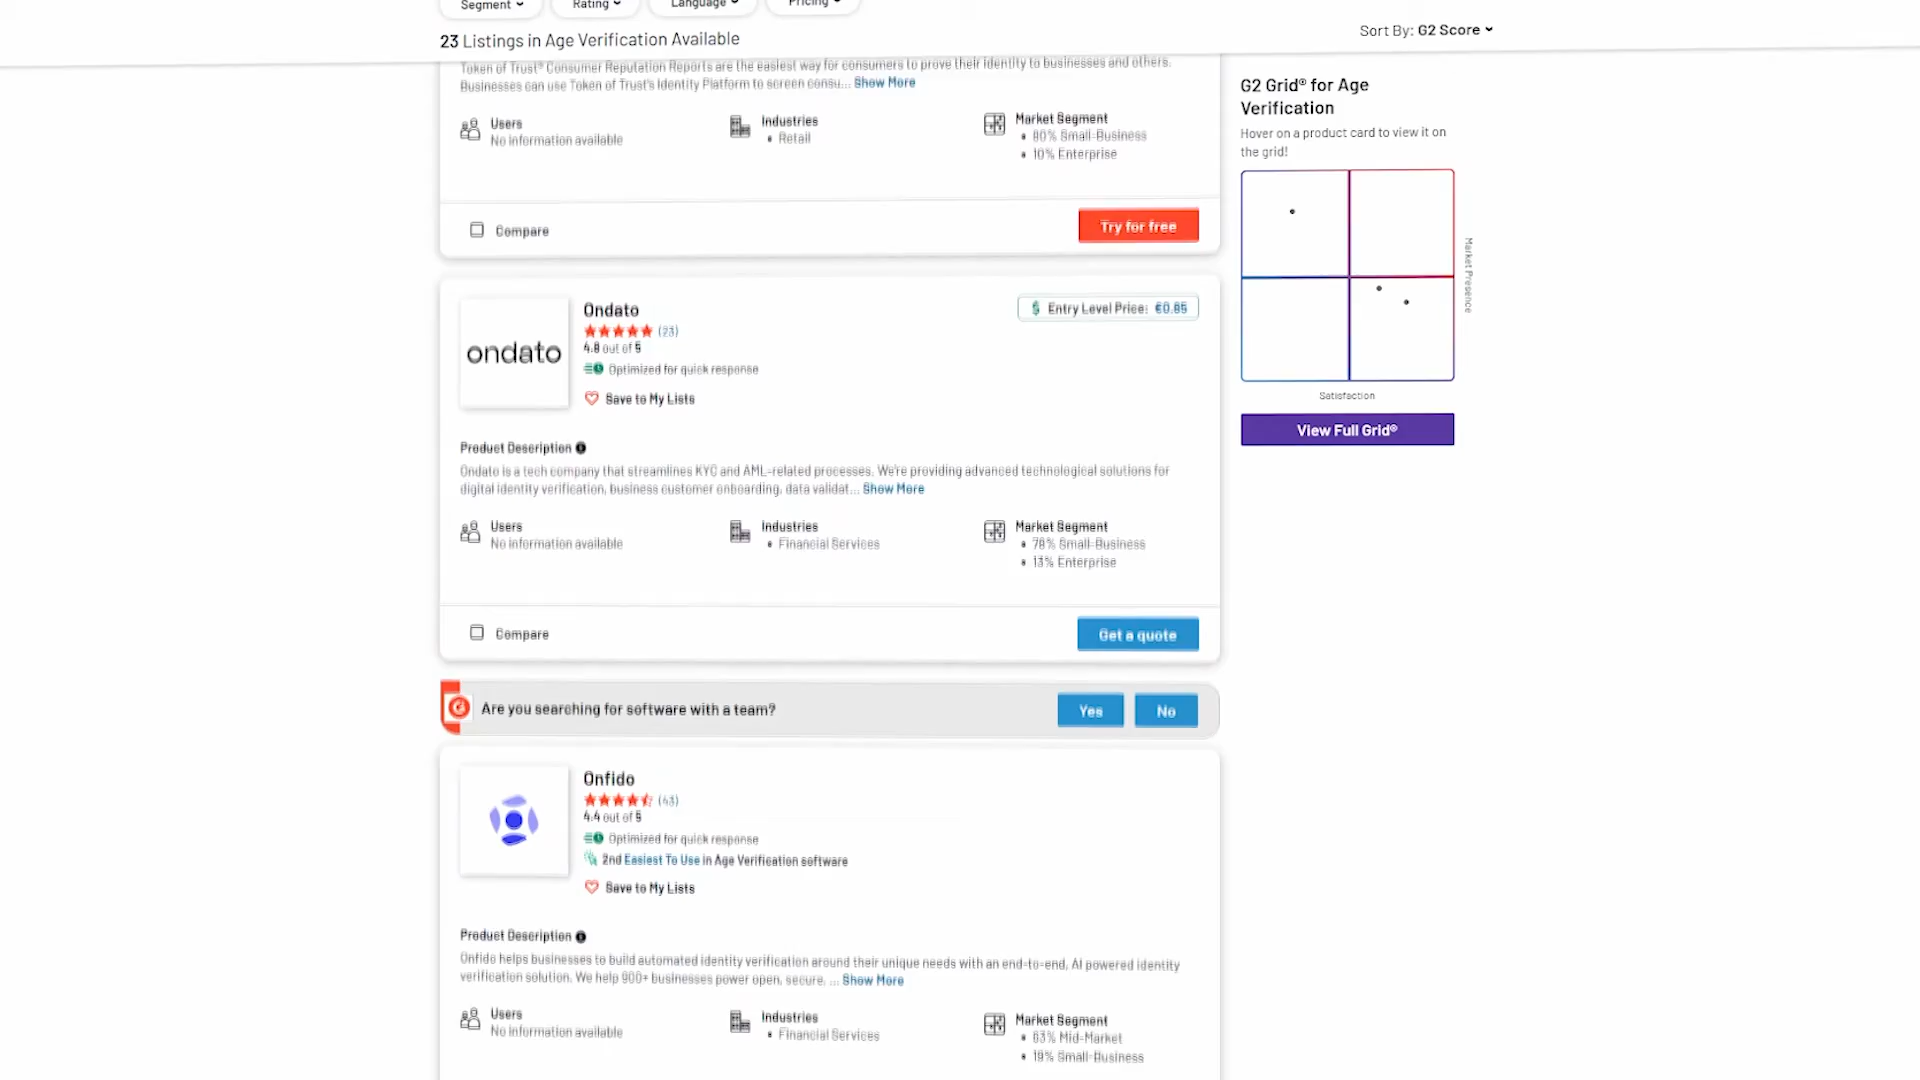 Segment
Rating
Language
Pricing
23 Listings in Age Verification Available
Sort By: G2 Score
Token of Trust® Consumer Reputation Reports are the easiest way for consumers to prove their identity to businesses and others.
Businesses can use Token of Trust's Identity Platform to screen consu... Show More
Users
No information available
Industries
Retail
Market Segment
80% Small-Business
10% Enterprise
Compare
Try for free
G2 Grid® for Age
Verification
Hover on a product card to view it on
the grid!
Market Presence
Satisfaction
View Full Grid®
ondato
Ondato
(23)
4.8 out of 5
Optimized for quick response
Save to My Lists
Entry Level Price: €0.85
Product Description
Ondato is a tech company that streamlines KYC and AML-related processes. We're providing advanced technological solutions for
digital identity verification, business customer onboarding, data validat... Show More
Users
No information available
Industries
Financial Services
Market Segment
78% Small-Business
13% Enterprise
Compare
Get a quote
Are you searching for software with a team?
Yes
No
Onfido
(43)
4.4 out of 5
Optimized for quick response
2nd Easiest To Use in Age Verification software
Save to My Lists
Product Description
Onfido helps businesses to build automated identity verification around their unique needs with an end-to-end, AI powered identity
verification solution. We help 900+ businesses power open, secure, ... Show More
Users
No information available
Industries
Financial Services
Market Segment
63% Mid-Market
19% Small-Business